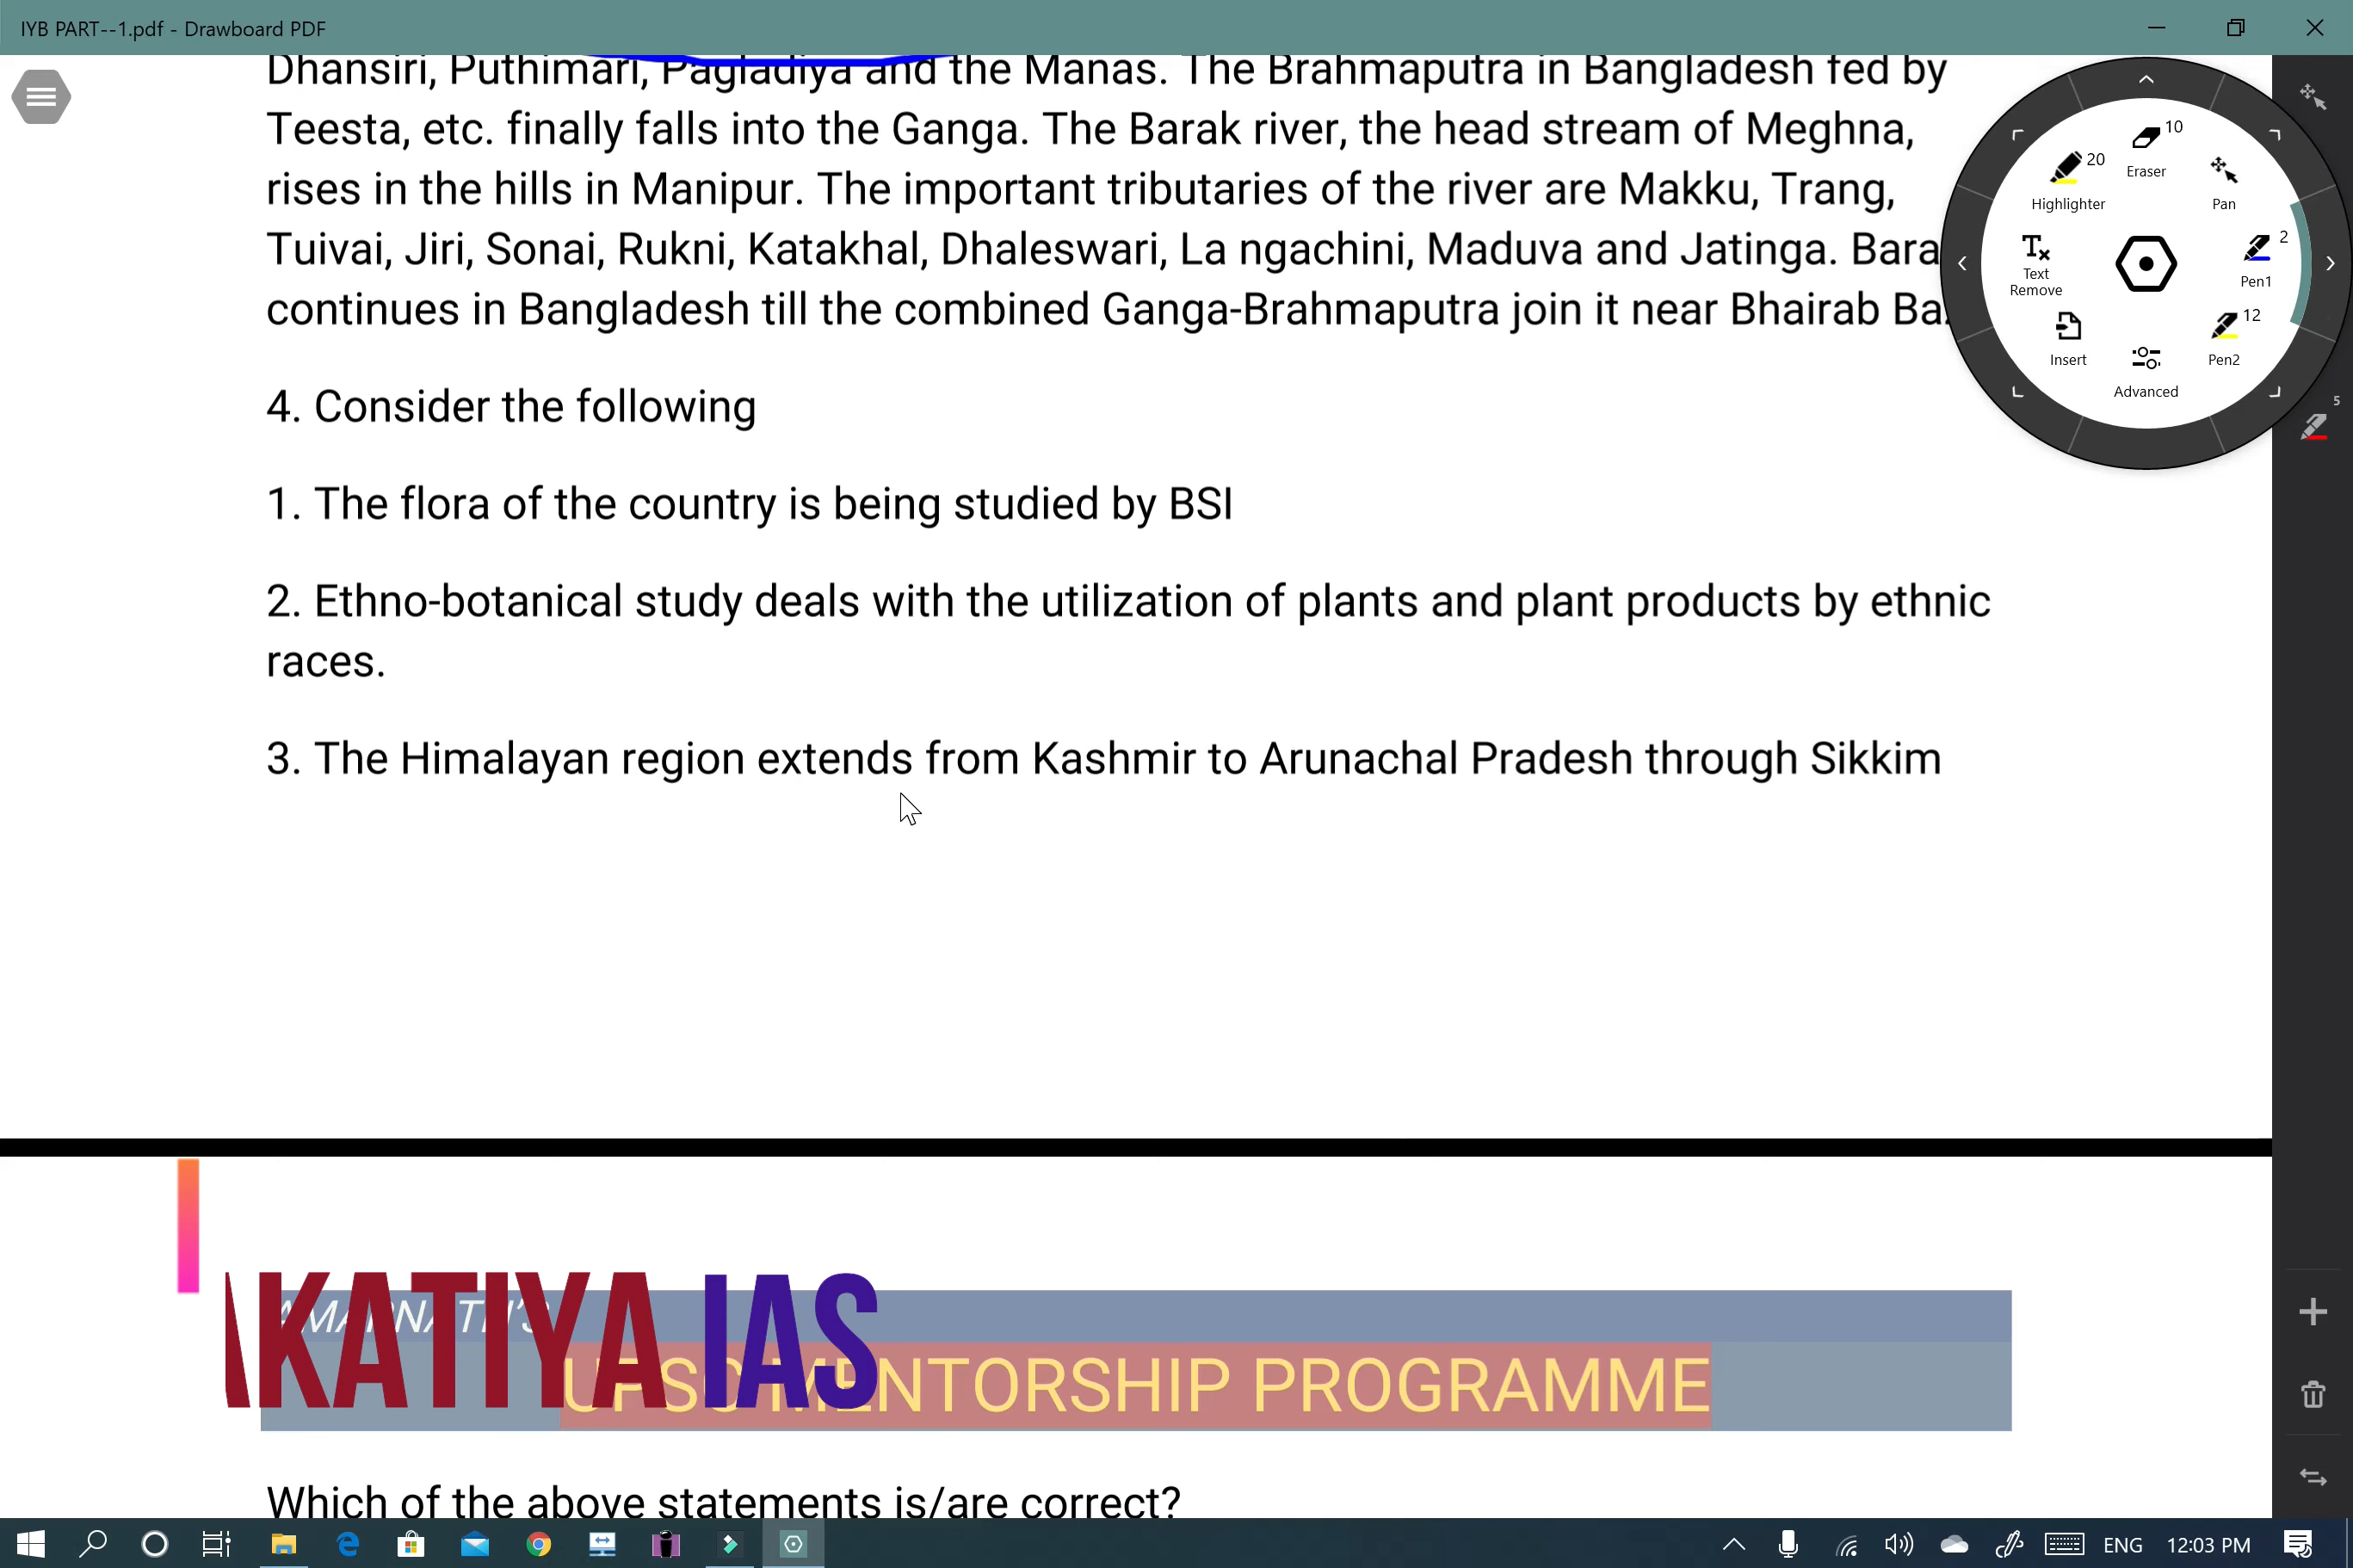 IYB PART--1.pdf - Drawboard PDF
Dhansiri, Puthimari, Pagladiya and the Manas. The Brahmaputra in Bangladesh fed by
Teesta, etc. finally falls into the Ganga. The Barak river, the head stream of Meghna,
rises in the hills in Manipur. The important tributaries of the river are Makku, Trang,
Tuivai, Jiri, Sonai, Rukni, Katakhal, Dhaleswari, La ngachini, Maduva and Jatinga. Bara
continues in Bangladesh till the combined Ganga-Brahmaputra join it near Bhairab Ba
4. Consider the following
1. The flora of the country is being studied by BSI
2. Ethno-botanical study deals with the utilization of plants and plant products by ethnic
races.
3. The Himalayan region extends from Kashmir to Arunachal Pradesh through Sikkim
10
Eraser
20
Highlighter
Pan
Text
Remove
2
Pen1
Insert
12
Pen2
Advanced
5
KATIYA IAS
UPSC MENTORSHIP PROGRAMME
Which of the above statements is/are correct?
ENG
12:03 PM